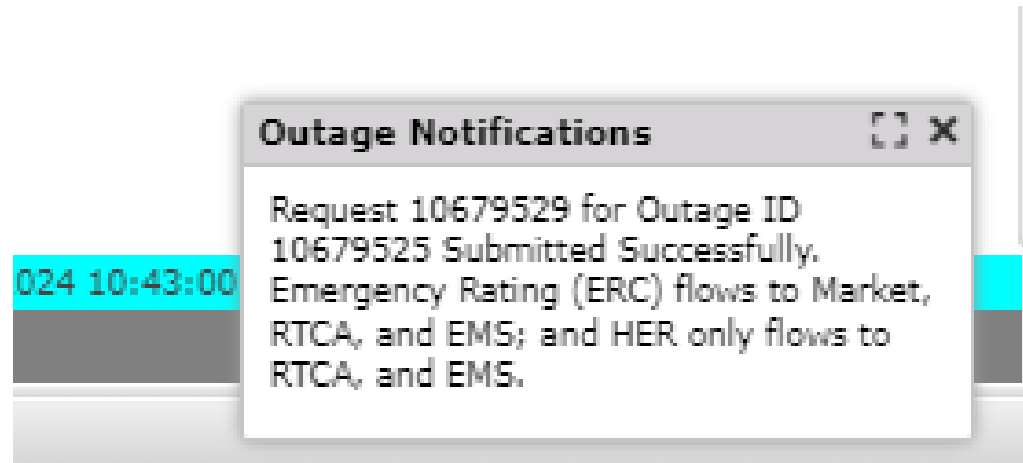 Outage Notifications
Request 10679529 for Outage ID
10679525 Submitted Successfully.
024 10:43:00
Emergency Rating (ERC) flows to Market,
RTCA, and EMS; and HER only flows to
RTCA, and EMS.